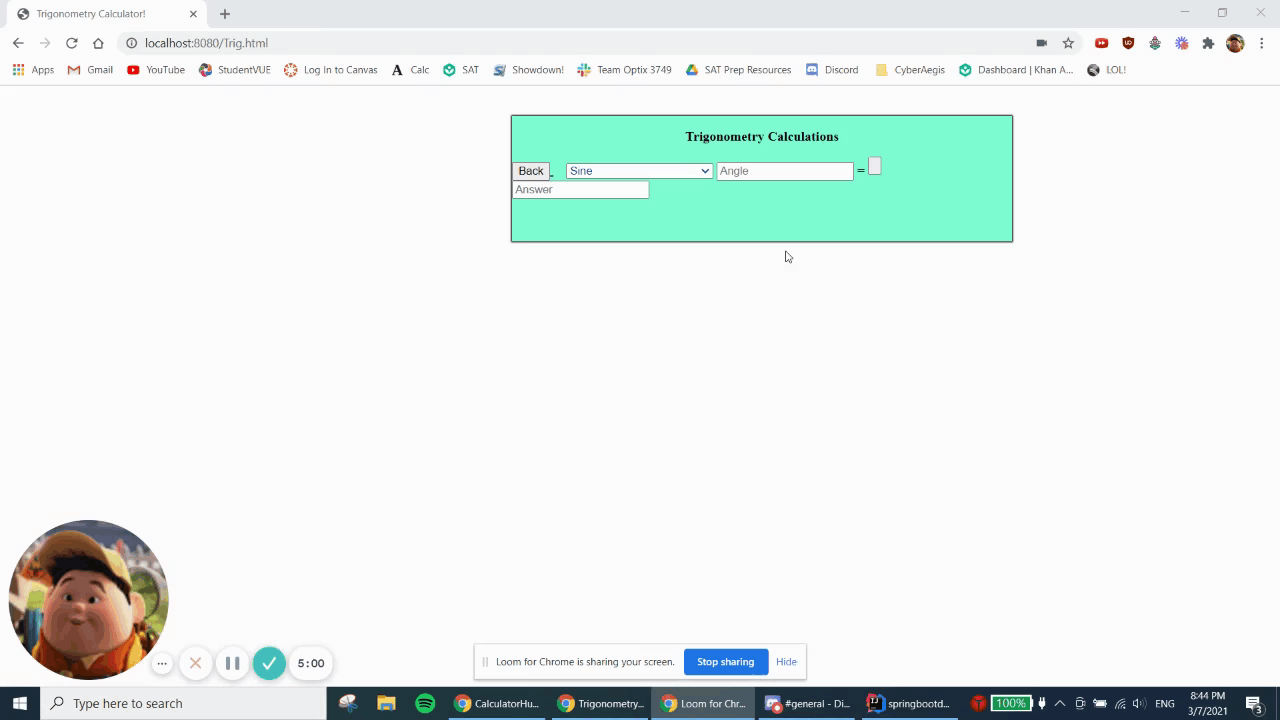 Trigonometry Calculator!
localhost:8080/Trig.html
Apps Gmail YouTube StudentVUE Log In to Canvas Calc SAT Showdown! Team Optix 3749 SAT Prep Resources Discord CyberAegis Dashboard | Khan A... LOL!
Trigonometry Calculations
Back Sine Angle =
Answer
5:00
Loom for Chrome is sharing your screen. Stop sharing Hide
Type here to search
CalculatorHu... Trigonometry... Loom for Chr... #general - Di... springbootd...
100% ENG
8:44 PM
3/7/2021
3